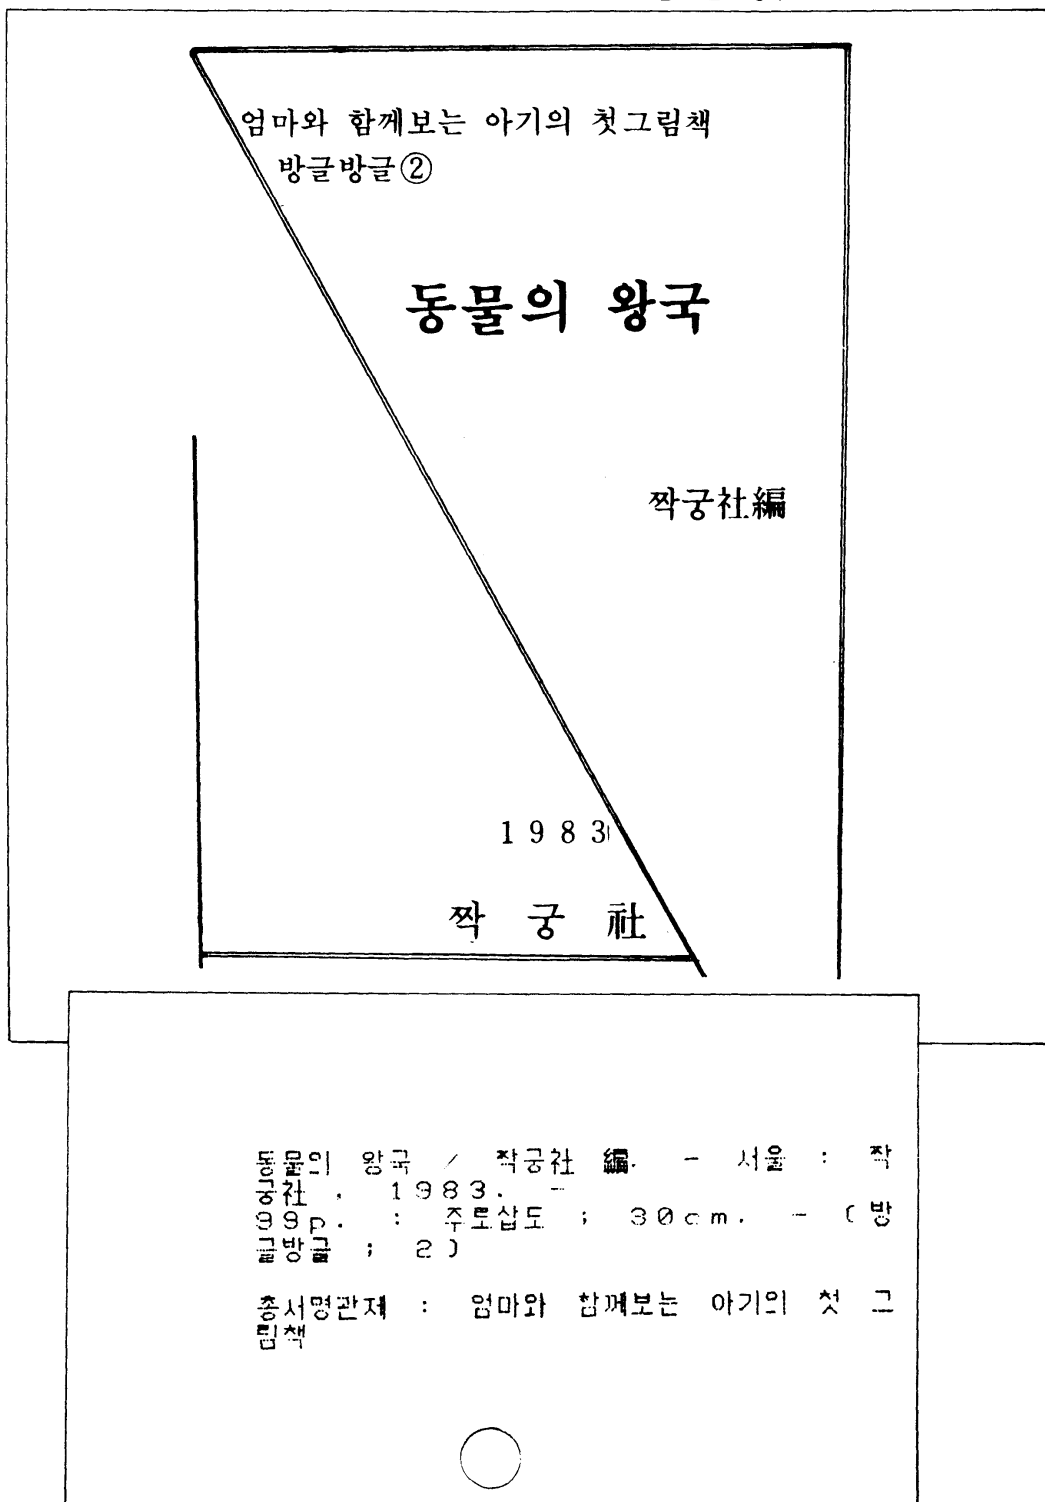 엄마와 함께보는 아기의 첫그림책
방글방글②
동물의 왕국
짝궁社編
1983
짝 궁 社
동물의 왕국 / 짝궁社 編. - 서울 : 짝
궁社, 1983. -
99p. : 주로삽도 ; 30cm. - (방
글방글 ; 2)
총서명관제 : 엄마와 함께보는 아기의 첫 그
림책